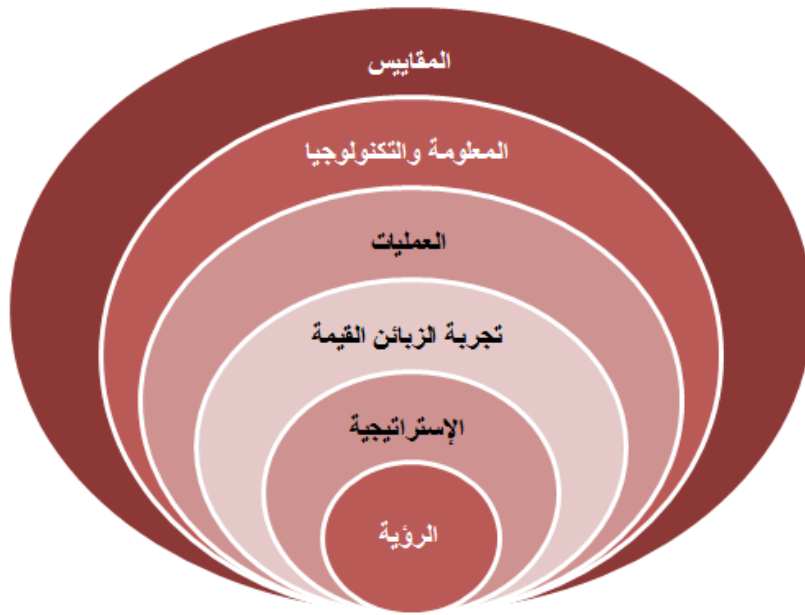 المقاييس
المعلومة والتكنولوجيا
العمليات
تجربة الزبائن القيمة
الإستراتيجية
الرؤية